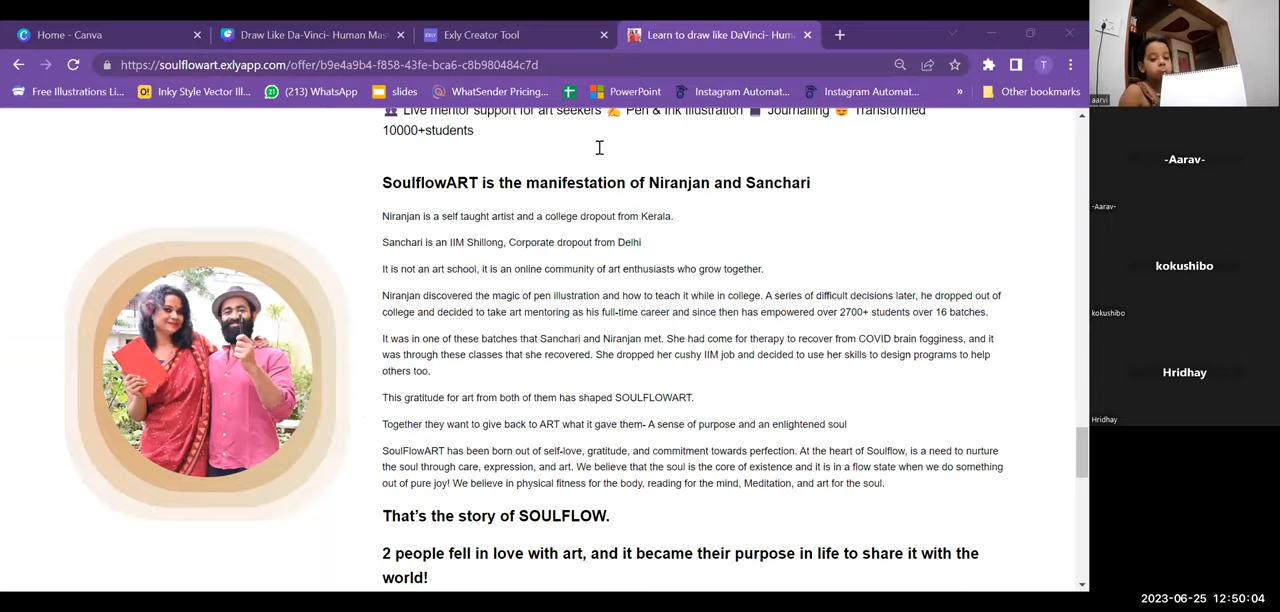 Home - Canva
Draw Like Da-Vinci- Human Mas
Exly Creator Tool
Learn to draw like DaVinci- Hum
https://soulflowart.exlyapp.com/offer/b9e4a9b4-f858-43fe-bca6-c8b980484c7d
Free Illustrations Li...
Inky Style Vector Ill...
(213) WhatsApp
slides
WhatSender Pricing...
PowerPoint
Instagram Automat...
Instagram Automat...
»
Other bookmarks
T
Live mentor support for art seekers Pen & Ink Illustration Journaling Transformed
10000+students
SoulflowART is the manifestation of Niranjan and Sanchari
Niranjan is a self taught artist and a college dropout from Kerala.
Sanchari is an IIM Shillong, Corporate dropout from Delhi
It is not an art school, it is an online community of art enthusiasts who grow together.
Niranjan discovered the magic of pen illustration and how to teach it while in college. A series of difficult decisions later, he dropped out of
college and decided to take art mentoring as his full-time career and since then has empowered over 2700+ students over 16 batches.
It was in one of these batches that Sanchari and Niranjan met. She had come for therapy to recover from COVID brain fogginess, and it
was through these classes that she recovered. She dropped her cushy IIM job and decided to use her skills to design programs to help
others too.
This gratitude for art from both of them has shaped SOULFLOWART.
Together they want to give back to ART what it gave them- A sense of purpose and an enlightened soul
SoulFlowART has been born out of self-love, gratitude, and commitment towards perfection. At the heart of Soulflow, is a need to nurture
the soul through care, expression, and art. We believe that the soul is the core of existence and it is in a flow state when we do something
out of pure joy! We believe in physical fitness for the body, reading for the mind, Meditation, and art for the soul.
That's the story of SOULFLOW.
2 people fell in love with art, and it became their purpose in life to share it with the
world!
aarvi
-Aarav-
-Aarav-
kokushibo
kokushibo
Hridhay
Hridhay
2023-06-25 12:50:04